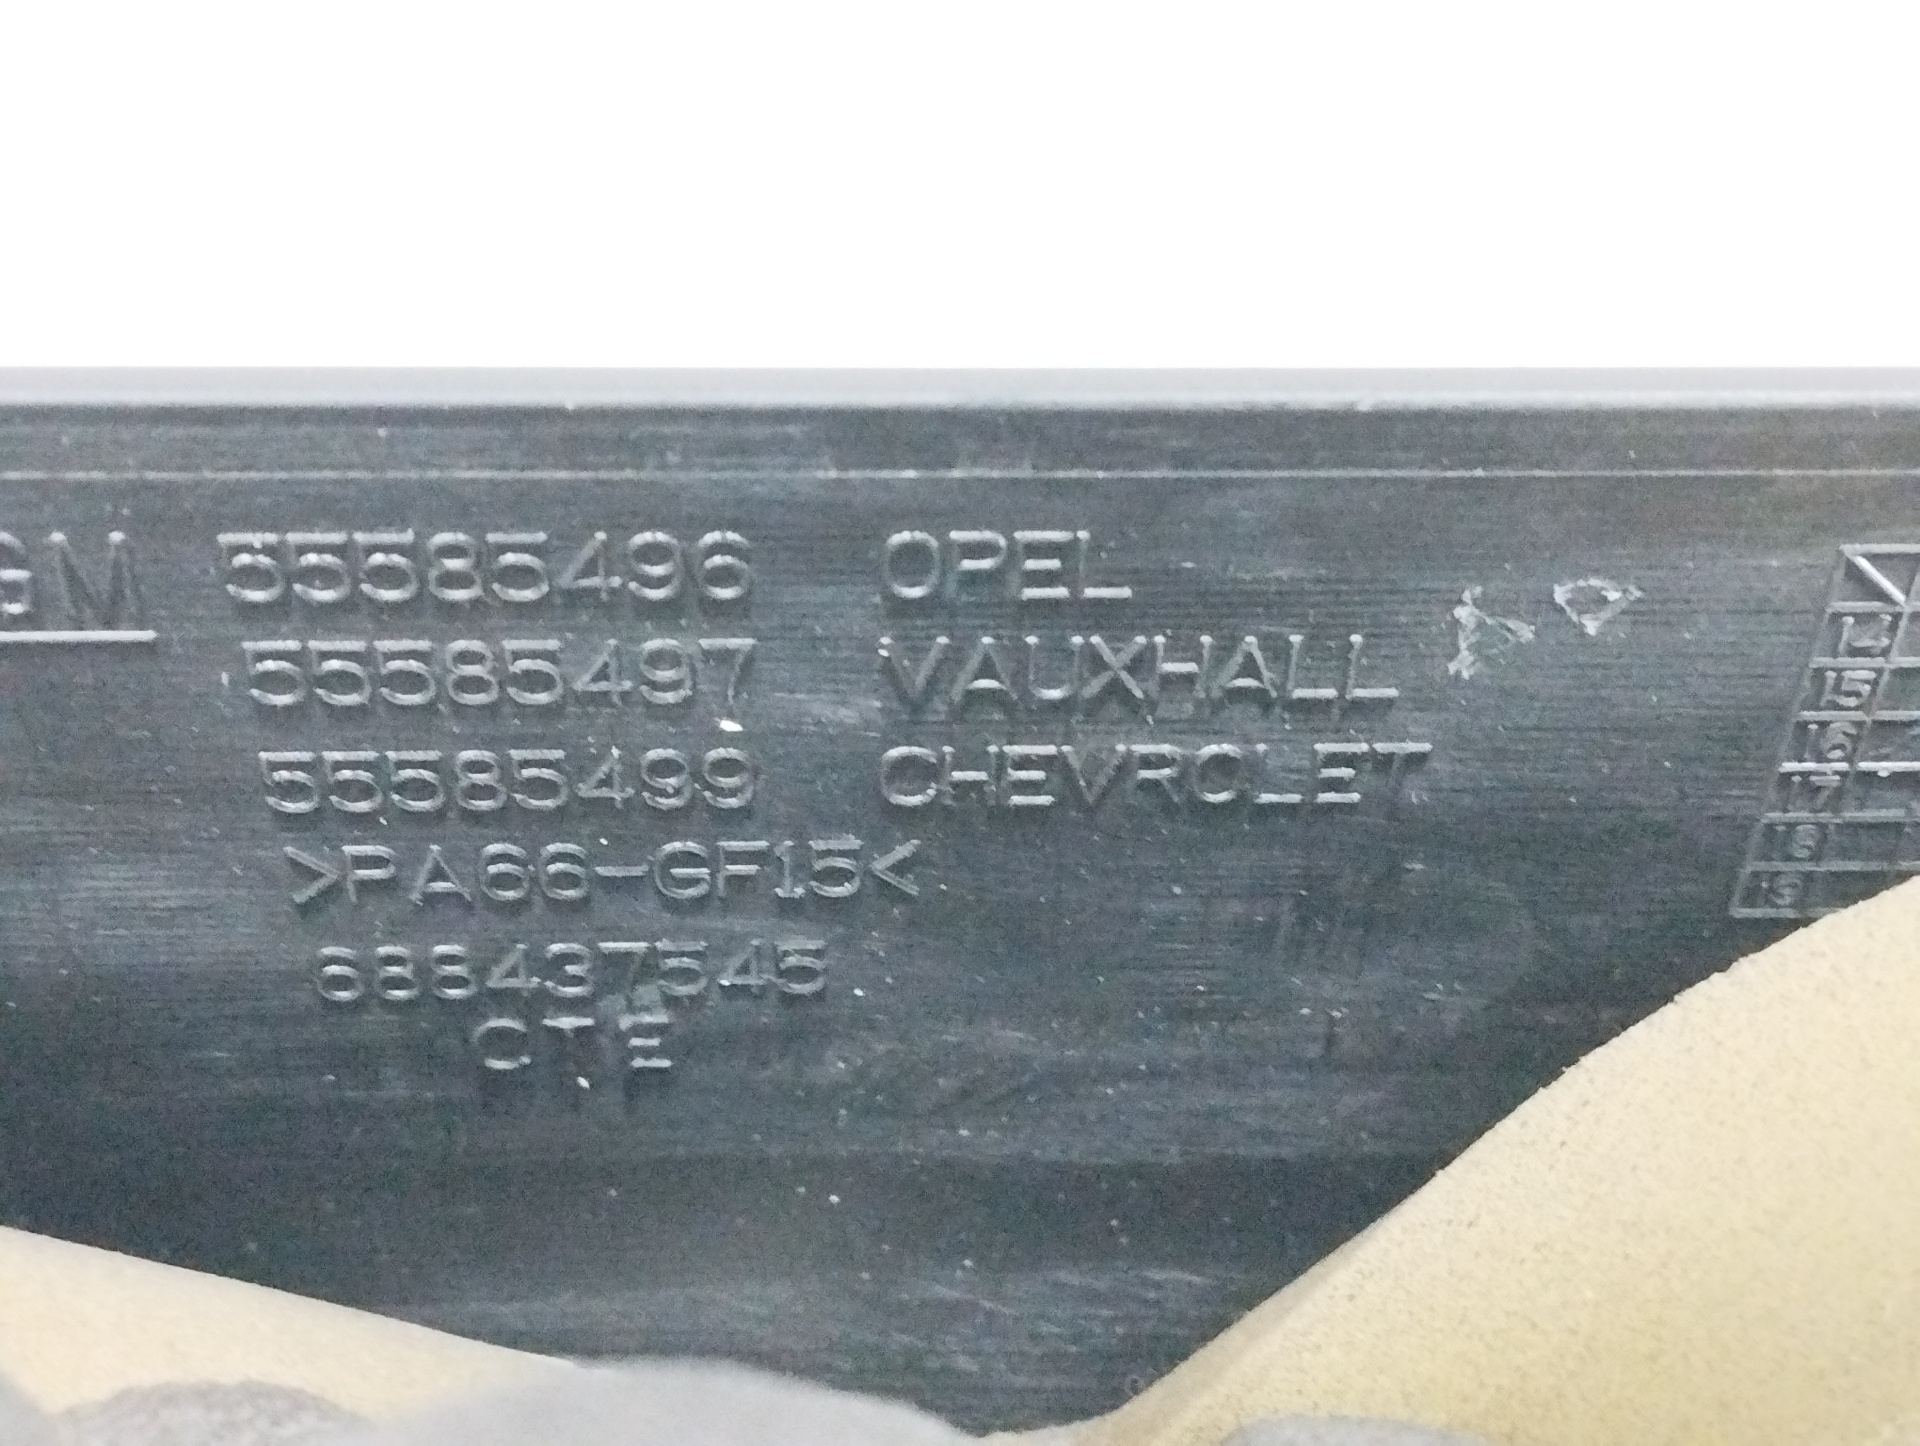 GM 55585496 OPEL
55585497 VAUXHALL
55585499 CHEVROLET
>PA66-GF15<
688437545
CTE
14
15
16
17
18
19